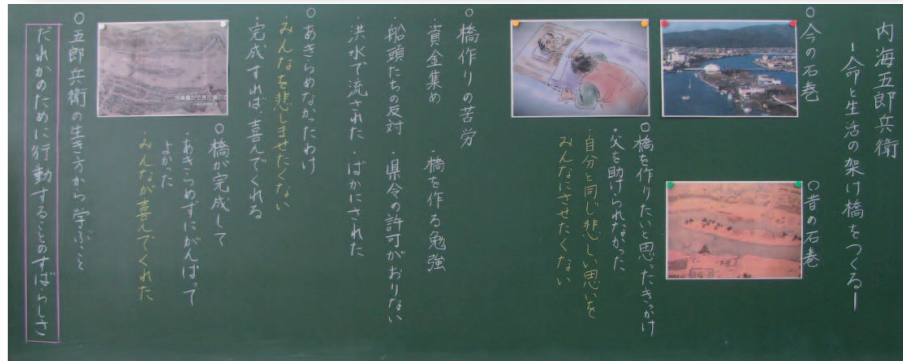 内海五郎兵衛
ー命と生活の架け橋をつくるー
○今の石巻
○昔の石巻
○橋を作りたいと思ったきっかけ
・父を助けられなかった
・自分と同じ悲しい思いを
みんなにさせたくない
○橋作りの苦労
・資金集め ・橋を作る勉強
・船頭たちの反対 ・県令の許可がおりない
・洪水で流された ばかにされた
○あきらめなかったわけ
・みんなを悲しませたくない
・完成すれば喜んでくれる
○橋が完成して
・あきらめずにがんばって
よかった
・みんなが喜んでくれた
○五郎兵衛の生き方から学ぶこと
だれかのために行動することのすばらしさ